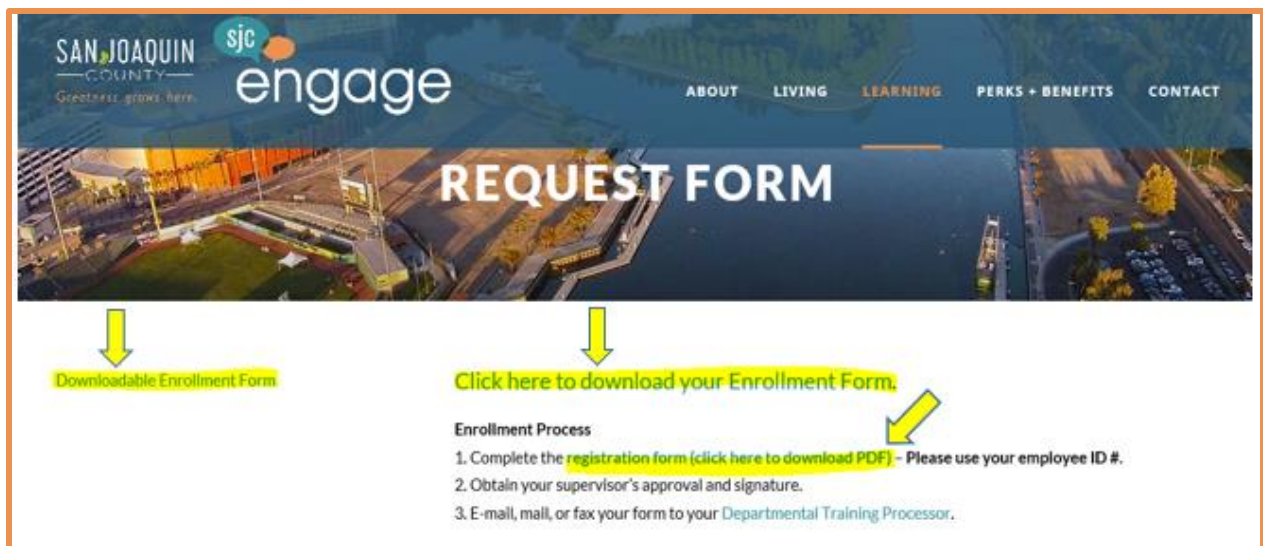 SAN JOAQUIN
COUNTY
Greatness grows here.
sjc
engage
ABOUT LIVING LEARNING PERKS + BENEFITS CONTACT
REQUEST FORM
Downloadable Enrollment Form
Click here to download your Enrollment Form.
Enrollment Process
1. Complete the registration form (click here to download PDF) – Please use your employee ID #.
2. Obtain your supervisor's approval and signature.
3. E-mail, mail, or fax your form to your Departmental Training Processor.